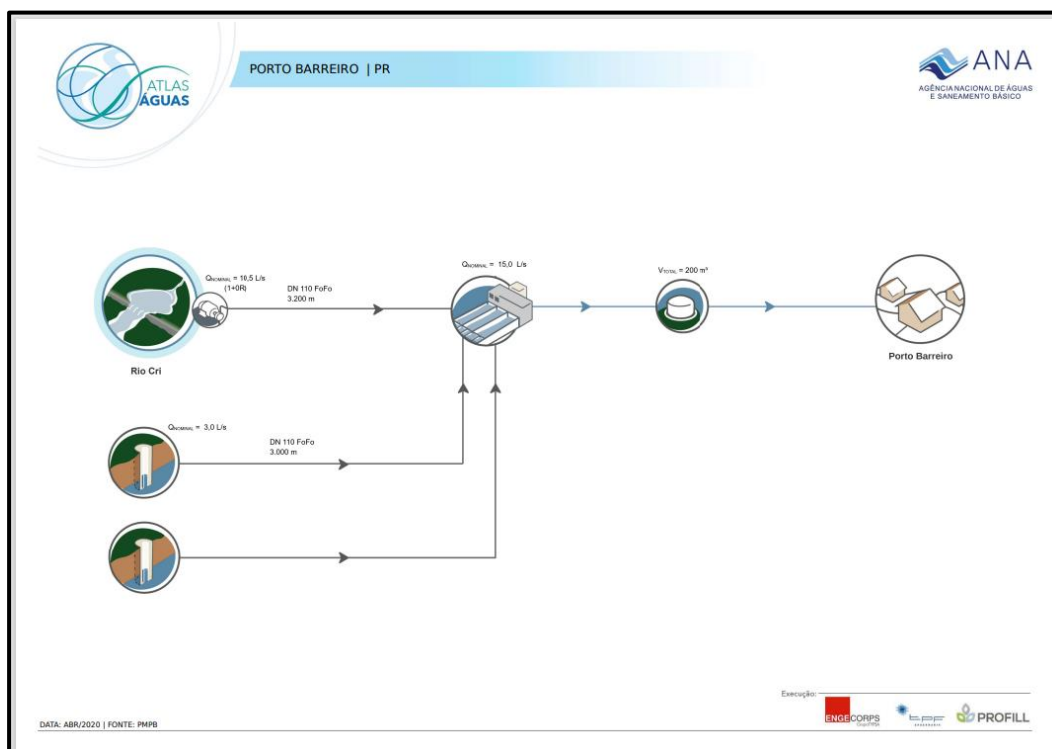 ATLAS
ÁGUAS
PORTO BARREIRO | PR
ANA
AGÊNCIA NACIONAL DE ÁGUAS
E SANEAMENTO BÁSICO
QNOMINAL = 10,5 L/s
(1+0R)
DN 110 FoFo
3.200 m
QNOMINAL = 15,0 L/s
VTOTAL = 200 m³
Rio Cri
Porto Barreiro
QNOMINAL = 3,0 L/s
DN 110 FoFo
3.000 m
Execução:
ENGECORPS
tpf
PROFILL
DATA: ABR/2020 | FONTE: PMPB